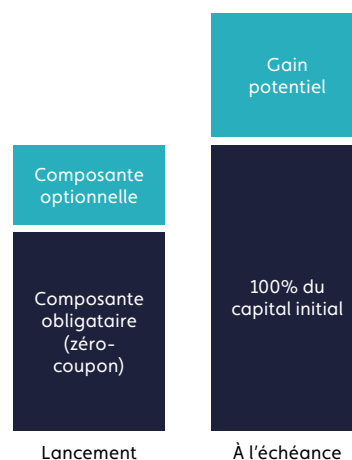 Gain
potentiel
Composante
optionnelle
Composante
obligataire
(zéro-
coupon)
100% du
capital initial
Lancement
À l'échéance